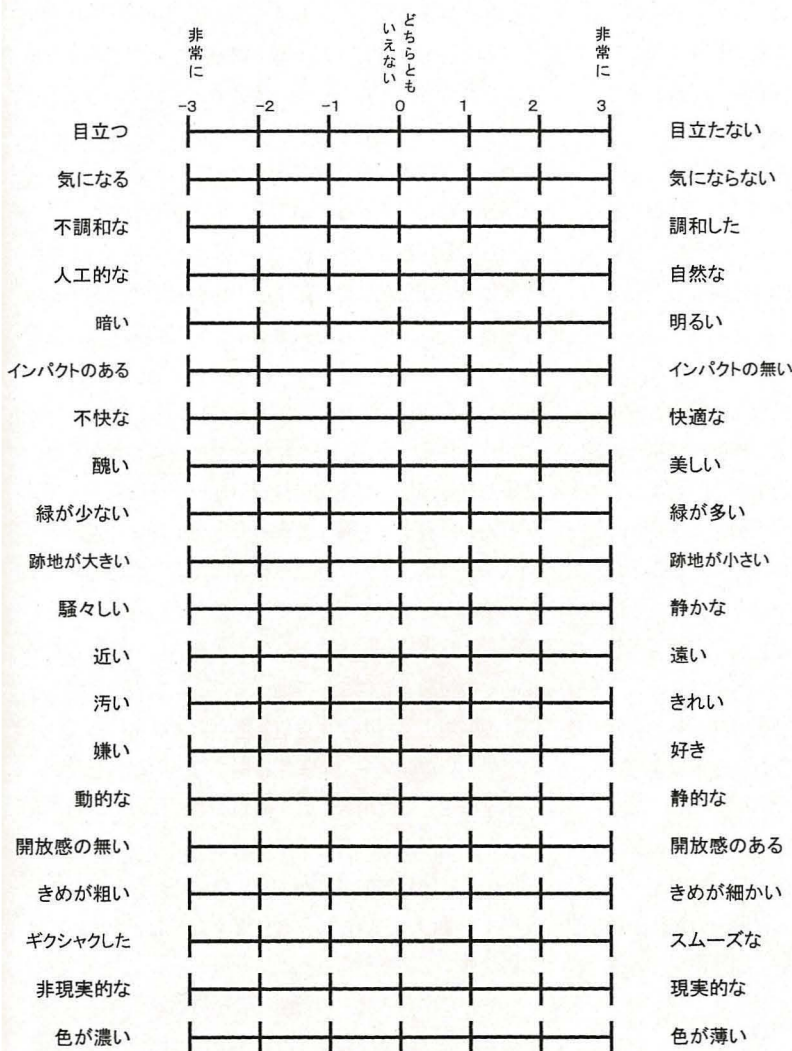 非常に
どちらとも
いえない
非常に
-3 -2 -1 0 1 2 3
目立つ 目立たない
気になる 気にならない
不調和な 調和した
人工的な 自然な
暗い 明るい
インパクトのある インパクトの無い
不快な 快適な
醜い 美しい
緑が少ない 緑が多い
跡地が大きい 跡地が小さい
騒々しい 静かな
近い 遠い
汚い きれい
嫌い 好き
動的な 静的な
開放感の無い 開放感のある
きめが粗い きめが細かい
ギクシャクした スムーズな
非現実的な 現実的な
色が濃い 色が薄い